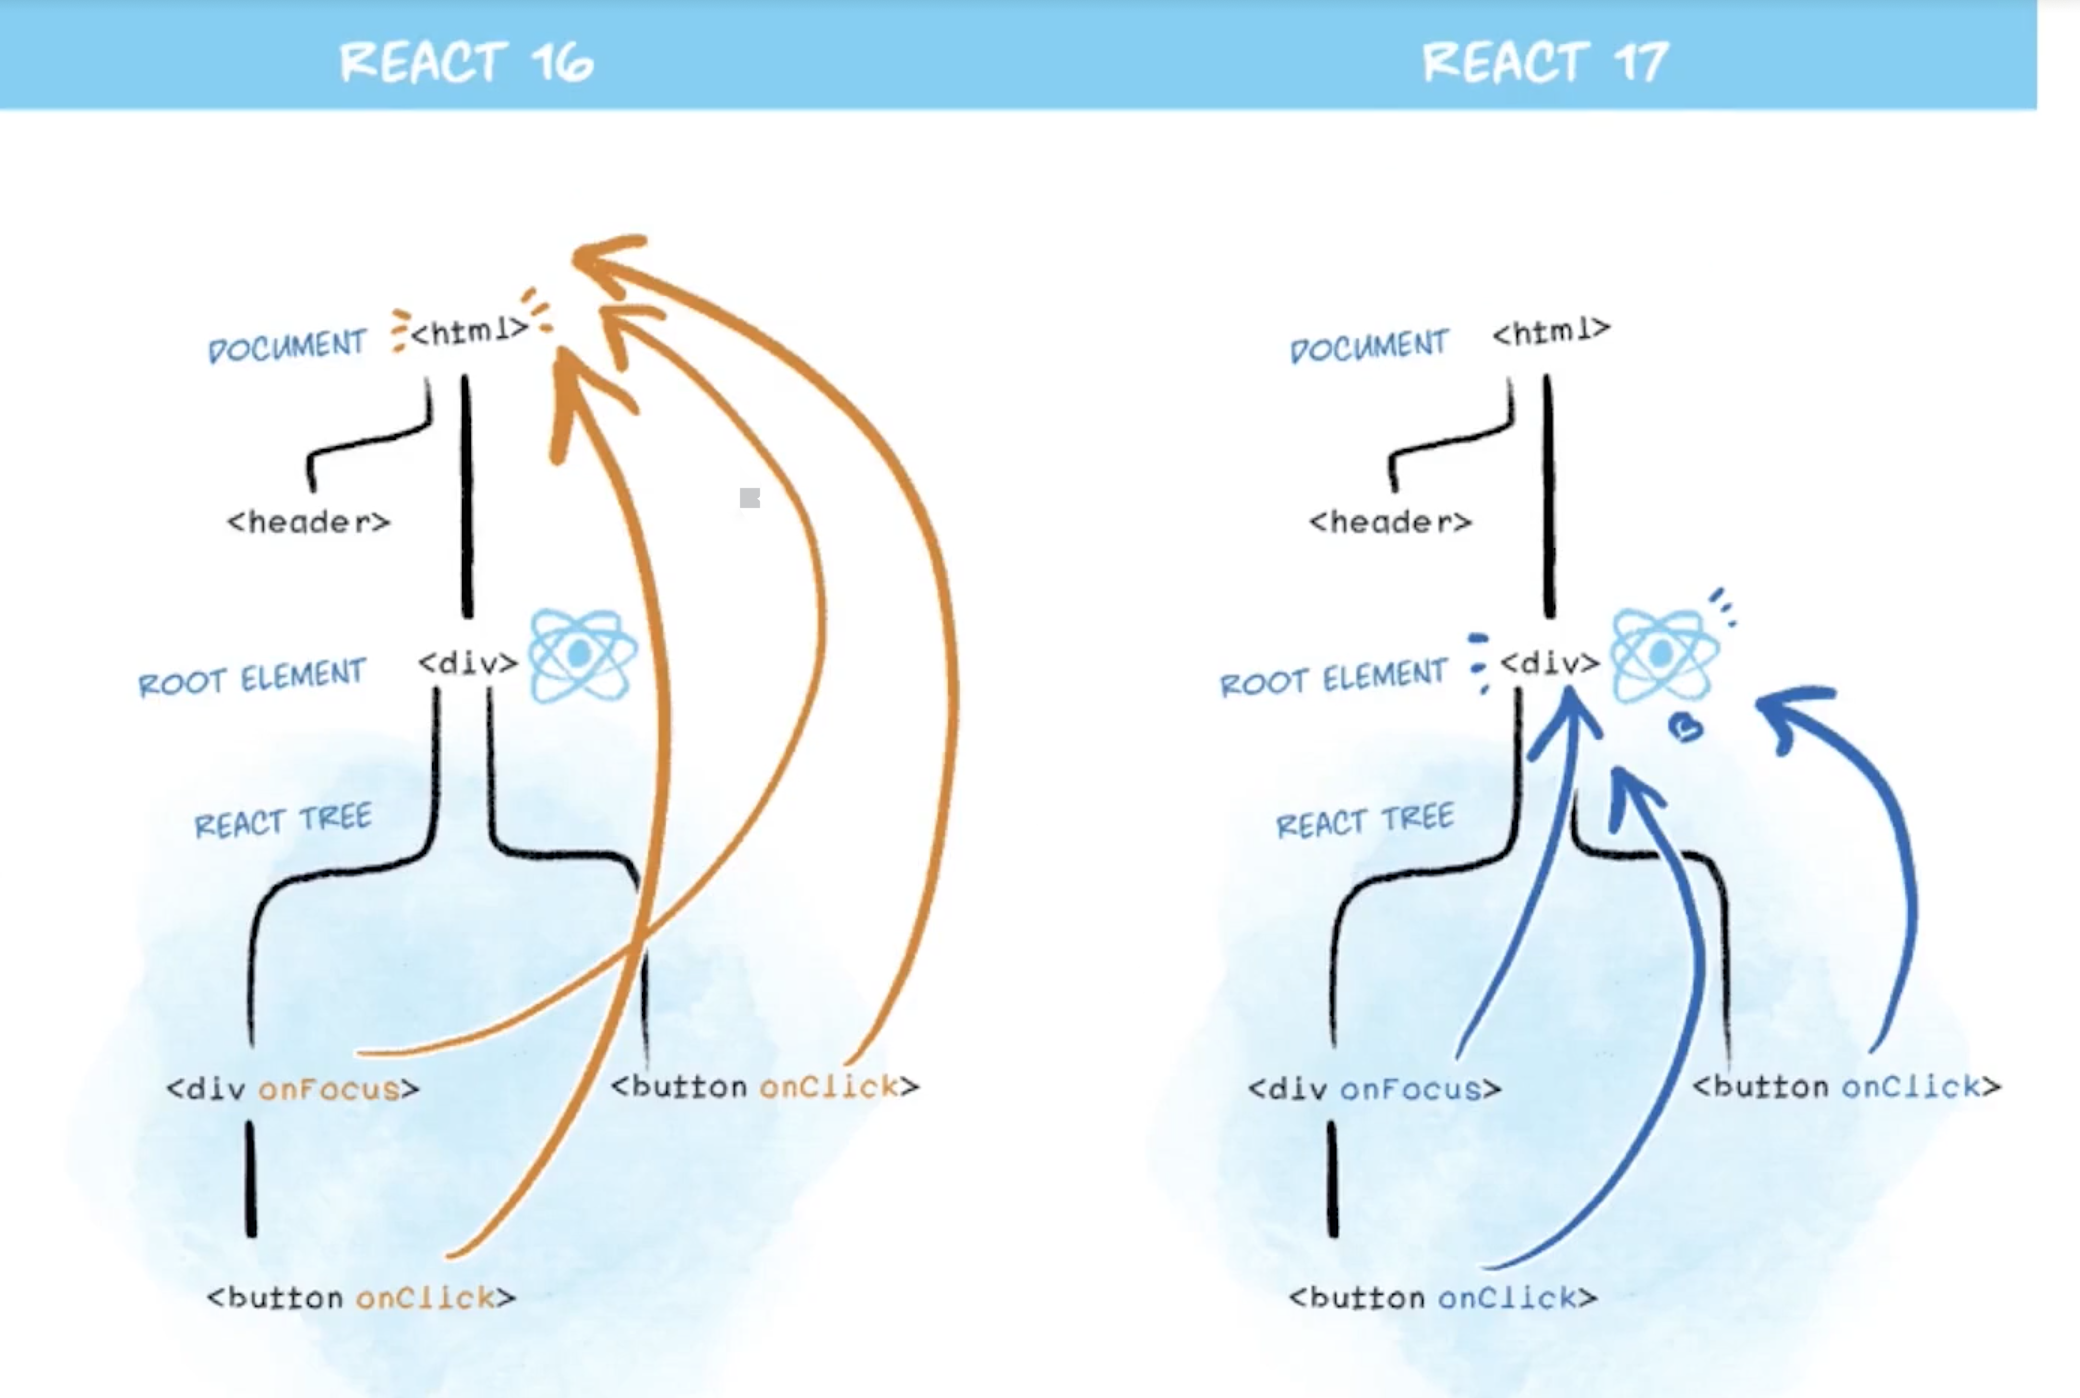 REACT 16
DOCUMENT <html>
<header>
ROOT ELEMENT <div>
REACT TREE
<div onFocus>
<button onClick>
<button onClick>
REACT 17
DOCUMENT <html>
<header>
ROOT ELEMENT <div>
REACT TREE
<div onFocus>
<button onClick>
<button onClick>